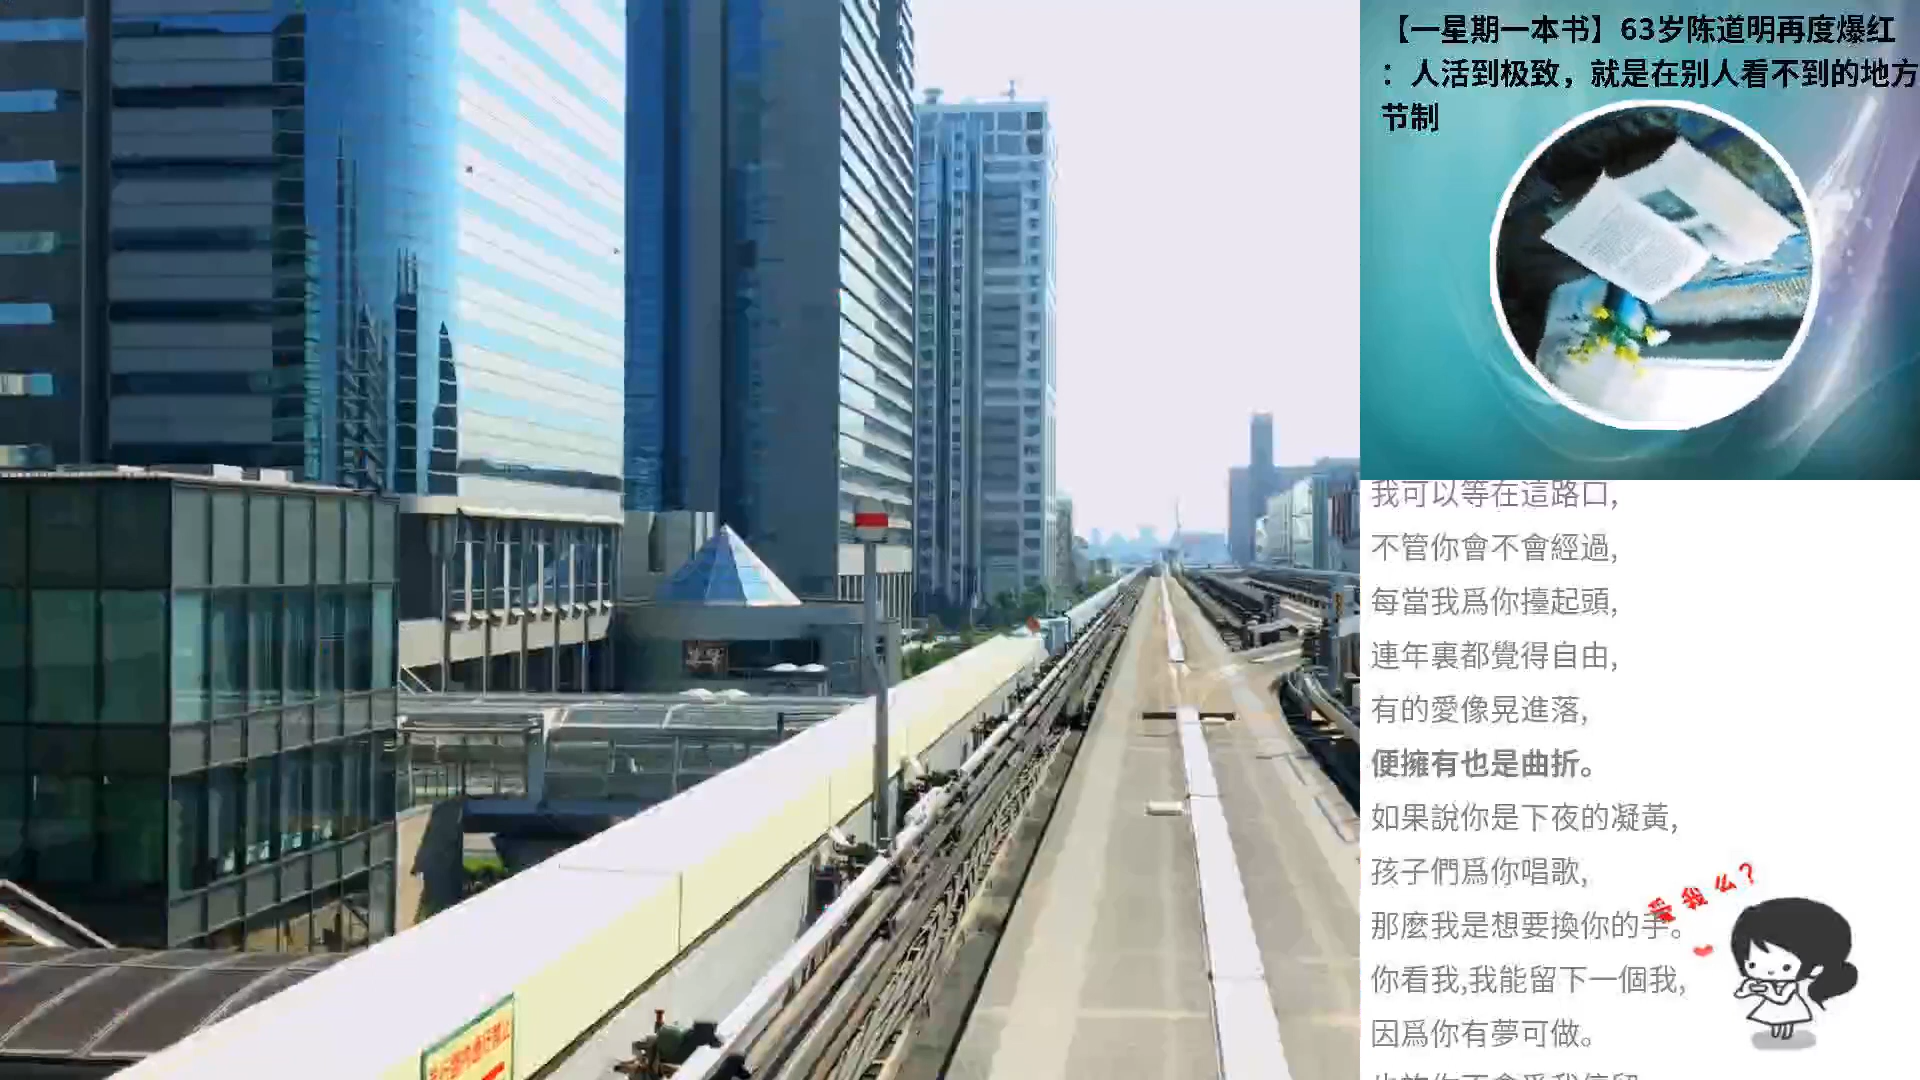 【一星期一本书】63岁陈道明再度爆红
：人活到极致，就是在别人看不到的地方
节制
我可以等在這路口,
不管你會不會經過,
每當我爲你擡起頭,
連年裏都覺得自由,
有的愛像晃進落,
便擁有也是曲折。
如果說你是下夜的凝黃,
孩子們爲你唱歌,
愛我么?
那麼我是想要換你的手。
你看我,我能留下一個我,
因爲你有夢可做。